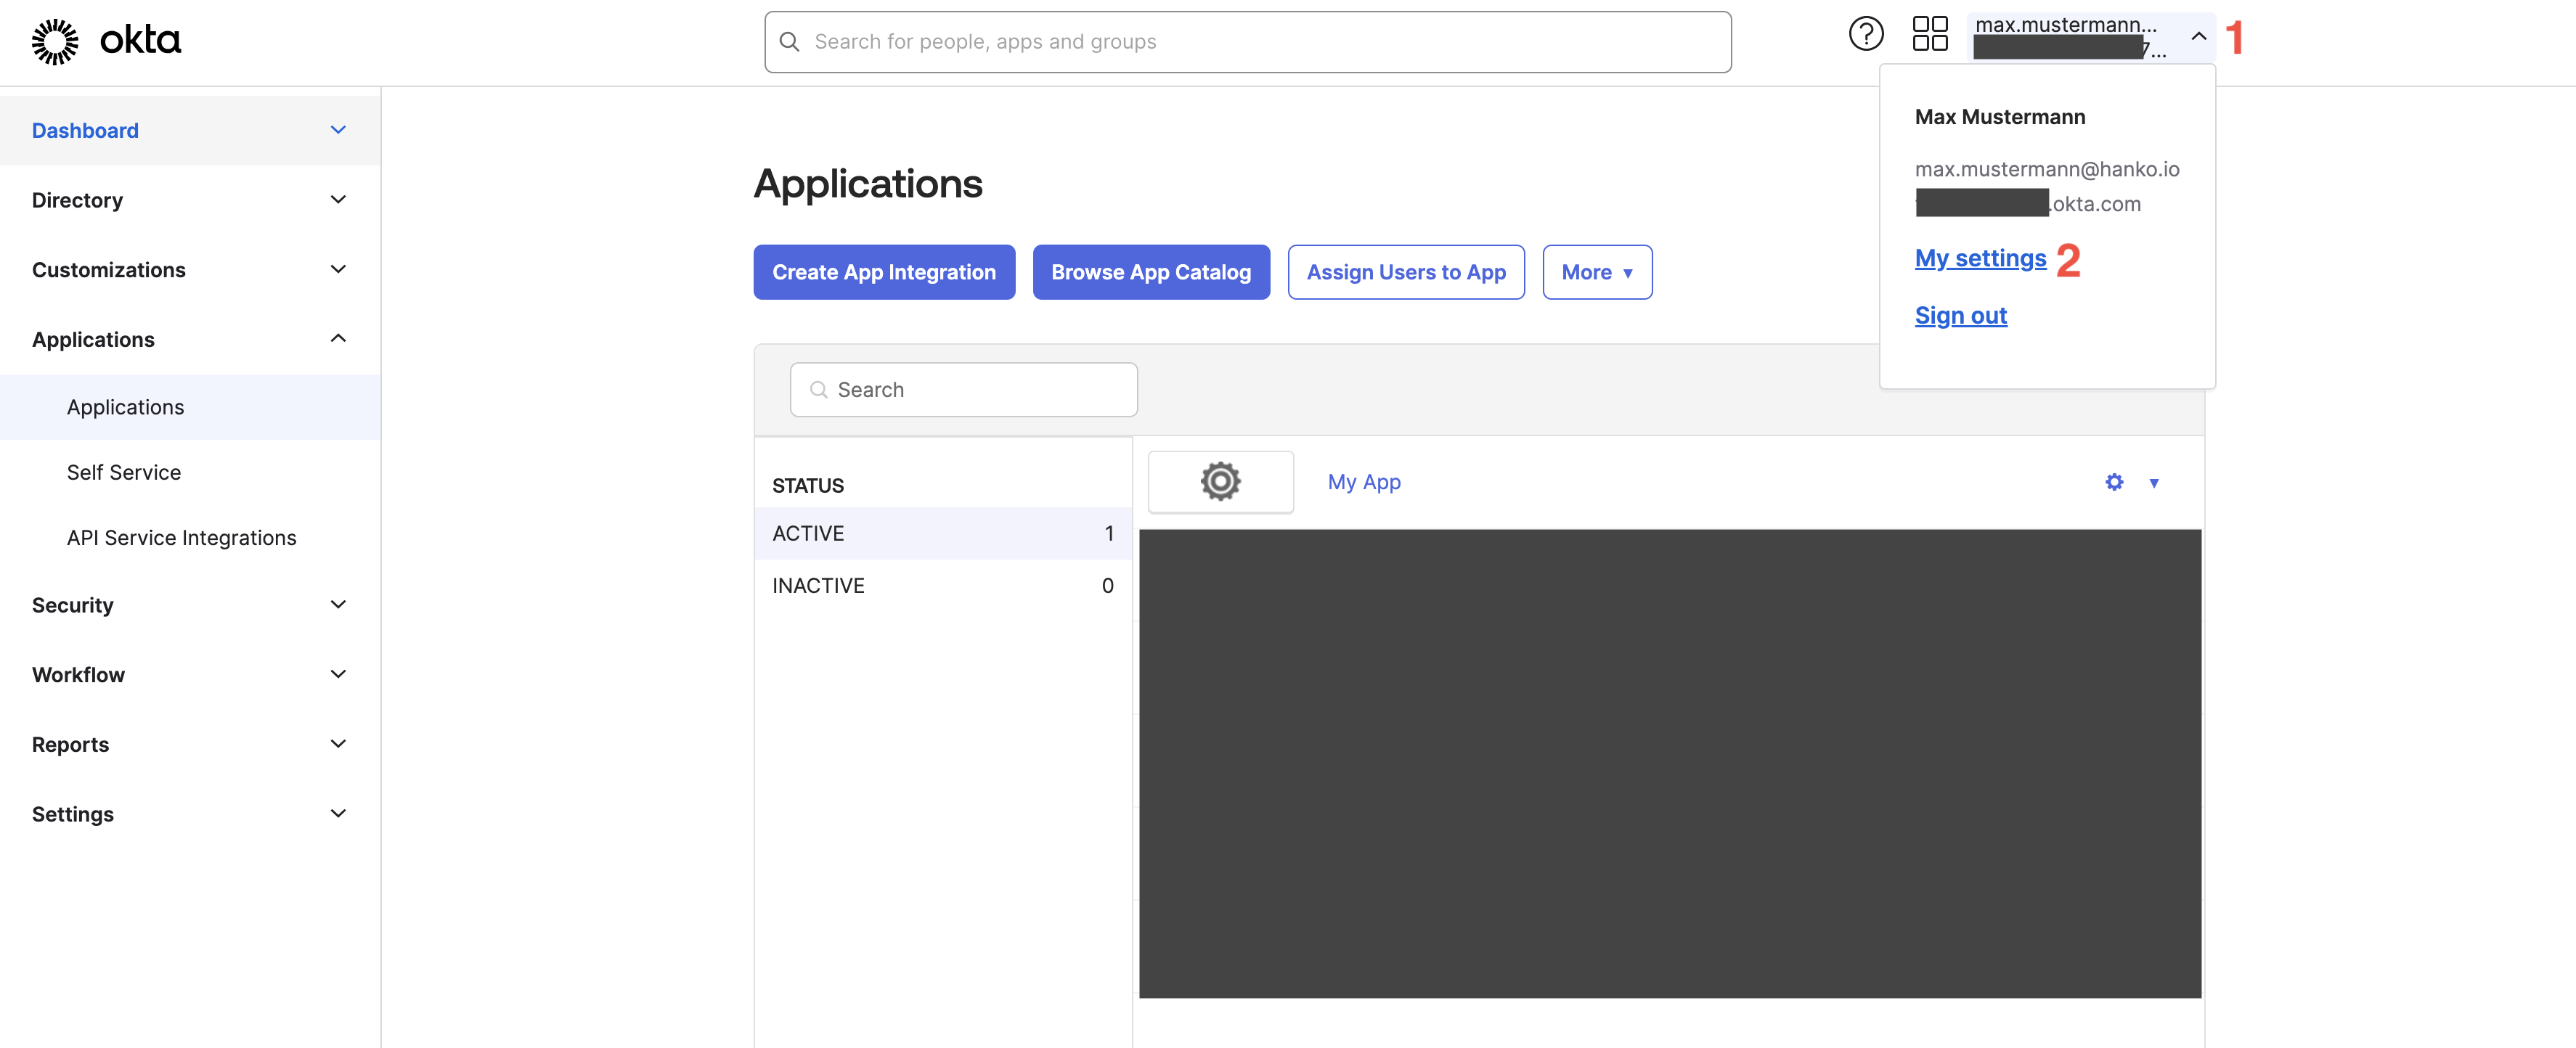 okta
Search for people, apps and groups
max.mustermann...
7...
1
Max Mustermann
max.mustermann@hanko.io
.okta.com
My settings 2
Sign out
Dashboard
Directory
Customizations
Applications
Applications
Self Service
API Service Integrations
Security
Workflow
Reports
Settings
Applications
Create App Integration
Browse App Catalog
Assign Users to App
More
Search
STATUS
ACTIVE 1
INACTIVE 0
My App